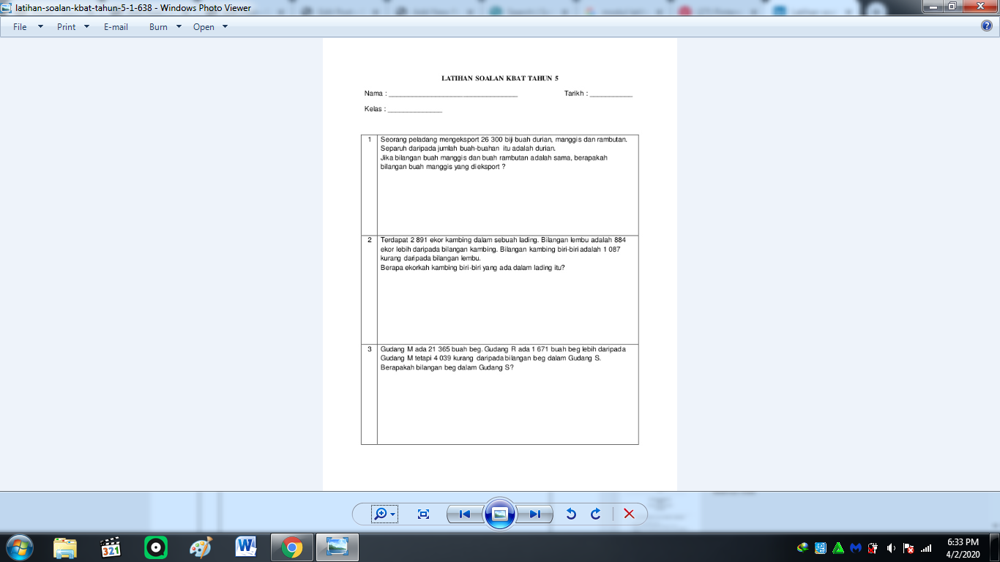 latihan-soalan-kbat-tahun-5-1-638 - Windows Photo Viewer
File Print E-mail Burn Open
LATIHAN SOALAN KBAT TAHUN 5
Nama : _________________________________ Tarikh : ___________
Kelas : ______________
1 Seorang peladang mengeksport 26 300 biji buah durian, manggis dan rambutan.
Separuh daripada jumlah buah-buahan itu adalah durian.
Jika bilangan buah manggis dan buah rambutan adalah sama, berapakah
bilangan buah manggis yang dieksport ?
2 Terdapat 2 891 ekor kambing dalam sebuah lading. Bilangan lembu adalah 884
ekor lebih daripada bilangan kambing. Bilangan kambing biri-biri adalah 1 087
kurang daripada bilangan lembu.
Berapa ekorkah kambing biri-biri yang ada dalam lading itu?
3 Gudang M ada 21 365 buah beg. Gudang R ada 1 671 buah beg lebih daripada
Gudang M tetapi 4 039 kurang daripada bilangan beg dalam Gudang S.
Berapakah bilangan beg dalam Gudang S?
321
W
6:33 PM
4/2/2020